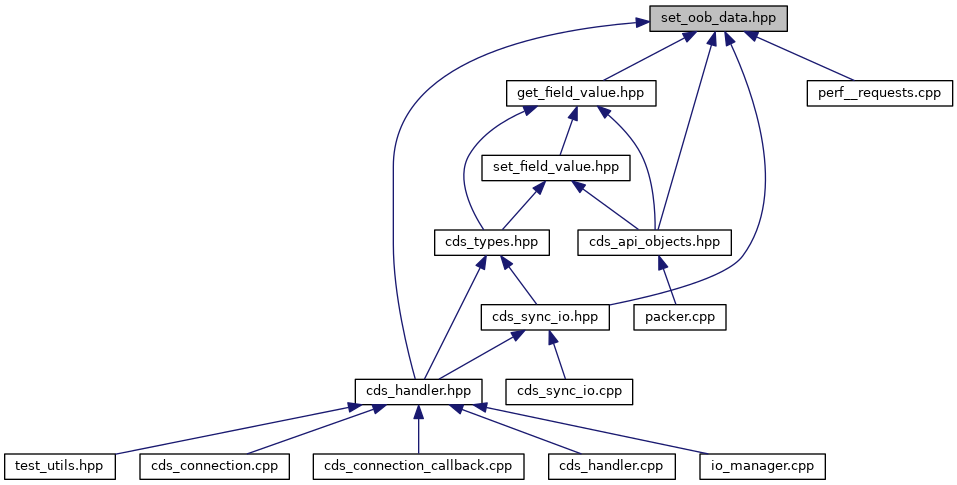 set_oob_data.hpp
get_field_value.hpp
perf__requests.cpp
set_field_value.hpp
cds_types.hpp
cds_api_objects.hpp
cds_sync_io.hpp
packer.cpp
cds_handler.hpp
cds_sync_io.cpp
test_utils.hpp
cds_connection.cpp
cds_connection_callback.cpp
cds_handler.cpp
io_manager.cpp